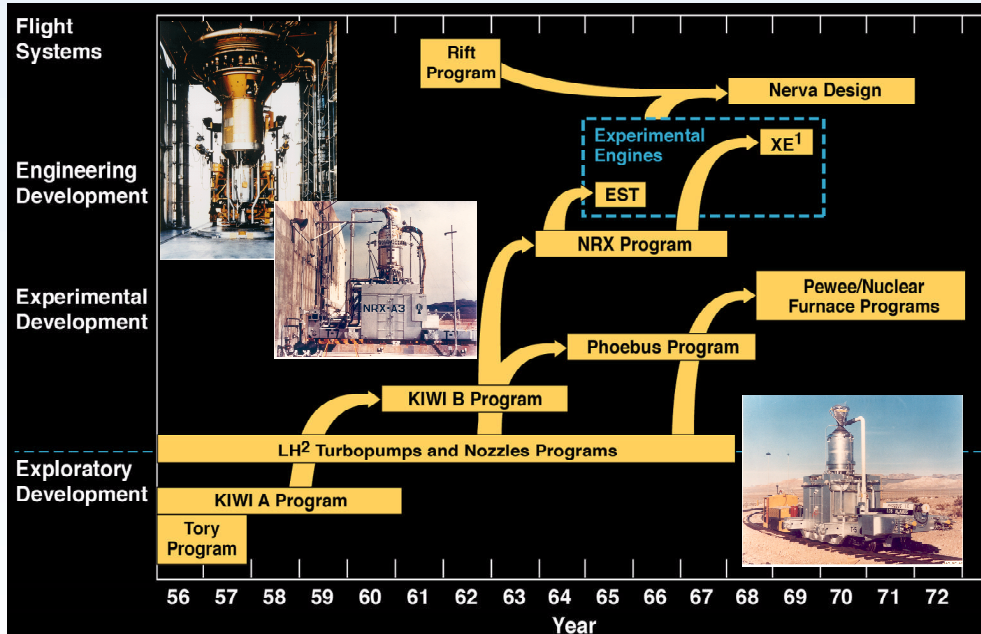 Flight
Systems
Rift
Program
Nerva Design
Experimental
Engines
XE1
Engineering
Development
EST
NRX Program
NRX-A3
Experimental
Development
Pewee/Nuclear
Furnace Programs
Phoebus Program
KIWI B Program
LH2 Turbopumps and Nozzles Programs
Exploratory
Development
KIWI A Program
Tory
Program
56 57 58 59 60 61 62 63 64 65 66 67 68 69 70 71 72
Year